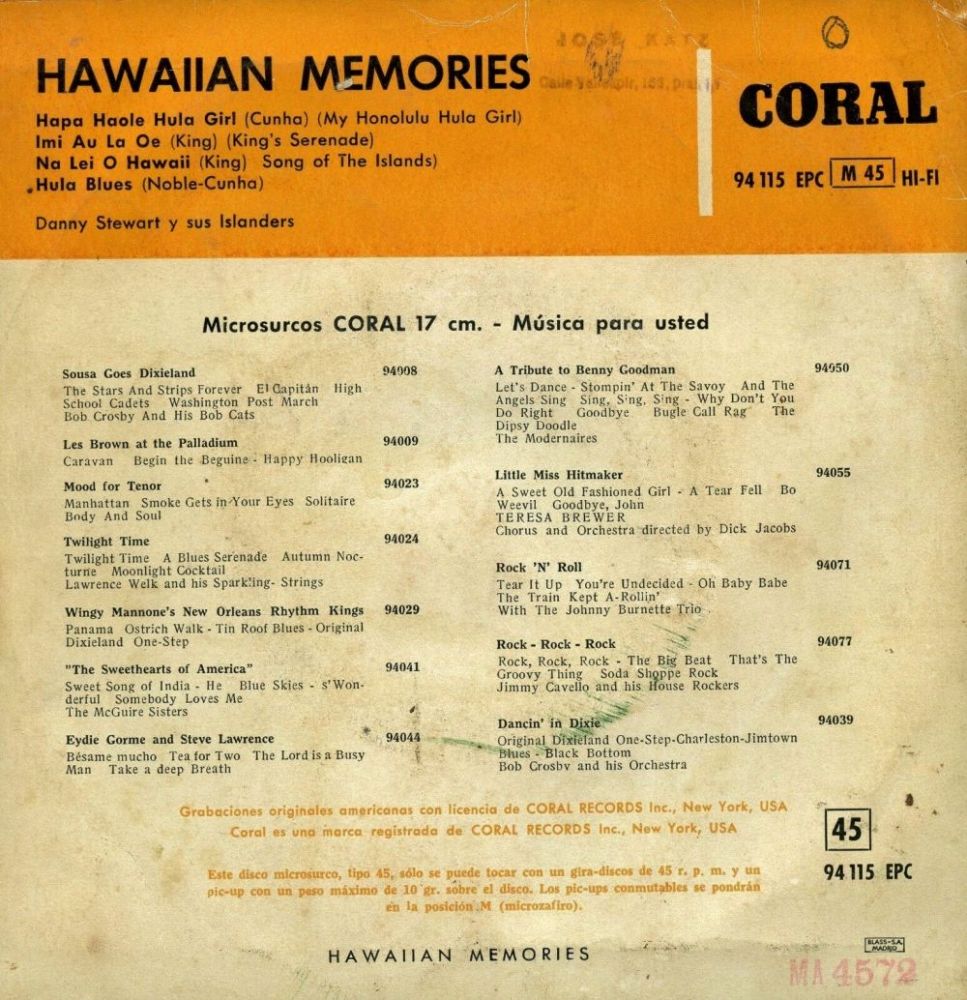 HAWAIIAN MEMORIES
Hapa Haole Hula Girl (Cunha) (My Honolulu Hula Girl)
Imi Au La Oe (King) (King's Serenade)
Na Lei O Hawaii (King) Song of The Islands)
Hula Blues (Noble-Cunha)
Danny Stewart y sus Islanders
JOSE KATZ
CORAL
94 115 EPC M 45 HI-FI
Microsurcos CORAL 17 cm. - Música para usted
Sousa Goes Dixieland 94008
The Stars And Strips Forever El Capitán High
School Cadets Washington Post March
Bob Crosby And His Bob Cats
Les Brown at the Palladium 94009
Caravan Begin the Beguine - Happy Hooligan
Mood for Tenor 94023
Manhattan Smoke Gets in Your Eyes Solitaire
Body And Soul
Twilight Time 94024
Twilight Time A Blues Serenade Autumn Noc-
turne Moonlight Cocktail
Lawrence Welk and his Sparkling- Strings
Wingy Mannone's New Orleans Rhythm Kings 94029
Panama Ostrich Walk - Tin Roof Blues - Original
Dixieland One-Step
"The Sweethearts of America" 94041
Sweet Song of India - He Blue Skies - s'Won-
derful Somebody Loves Me
The McGuire Sisters
Eydie Gorme and Steve Lawrence 94044
Bésame mucho Tea for Two The Lord is a Busy
Man Take a deep Breath
A Tribute to Benny Goodman 94050
Let's Dance - Stompin' At The Savoy And The
Angels Sing Sing, Sing, Sing - Why Don't You
Do Right Goodbye Bugle Call Rag The
Dipsy Doodle
The Modernaires
Little Miss Hitmaker 94055
A Sweet Old Fashioned Girl - A Tear Fell Bo
Weevil Goodbye, John
TERESA BREWER
Chorus and Orchestra directed by Dick Jacobs
Rock 'N' Roll 94071
Tear It Up You're Undecided - Oh Baby Babe
The Train Kept A-Rollin'
With The Johnny Burnette Trio
Rock - Rock - Rock 94077
Rock, Rock, Rock - The Big Beat That's The
Groovy Thing Soda Shoppe Rock
Jimmy Cavello and his House Rockers
Dancin' in Dixie 94039
Original Dixieland One-Step-Charleston-Jimtown
Blues - Black Bottom
Bob Crosby and his Orchestra
Grabaciones originales americanas con licencia de CORAL RECORDS Inc., New York, USA
Coral es una marca registrada de CORAL RECORDS Inc., New York, USA
Este disco microsurco, tipo 45, sólo se puede tocar con un gira-discos de 45 r. p. m. y un
pic-up con un peso máximo de 10 gr. sobre el disco. Los pic-ups conmutables se pondrán
en la posición M (microzafiro).
45
94 115 EPC
HAWAIIAN MEMORIES
BLASS-S.A.
MADRID
MA 4572